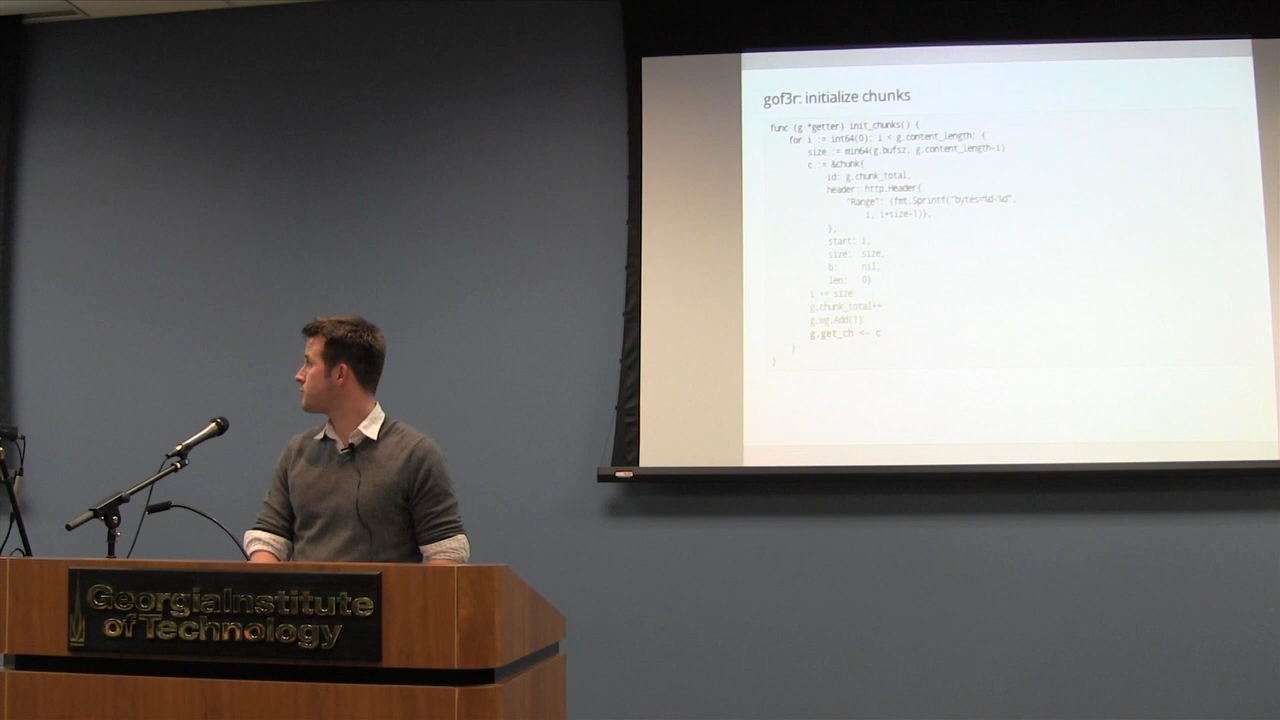 gof3r: initialize chunks
func (g *getter) init_chunks() {
for i := int64(0); i < g.content_length; {
size := min64(g.bufsz, g.content_length-i)
c := &chunk{
id: g.chunk_total,
header: http.Header{
"Range": {fmt.Sprintf("bytes=%d-%d",
i, i+size-1)},
},
start: i,
size: size,
b: nil,
len: 0}
i += size
g.chunk_total++
g.wg.Add(1)
g.get_ch <- c
}
}
Georgia Institute
of Technology